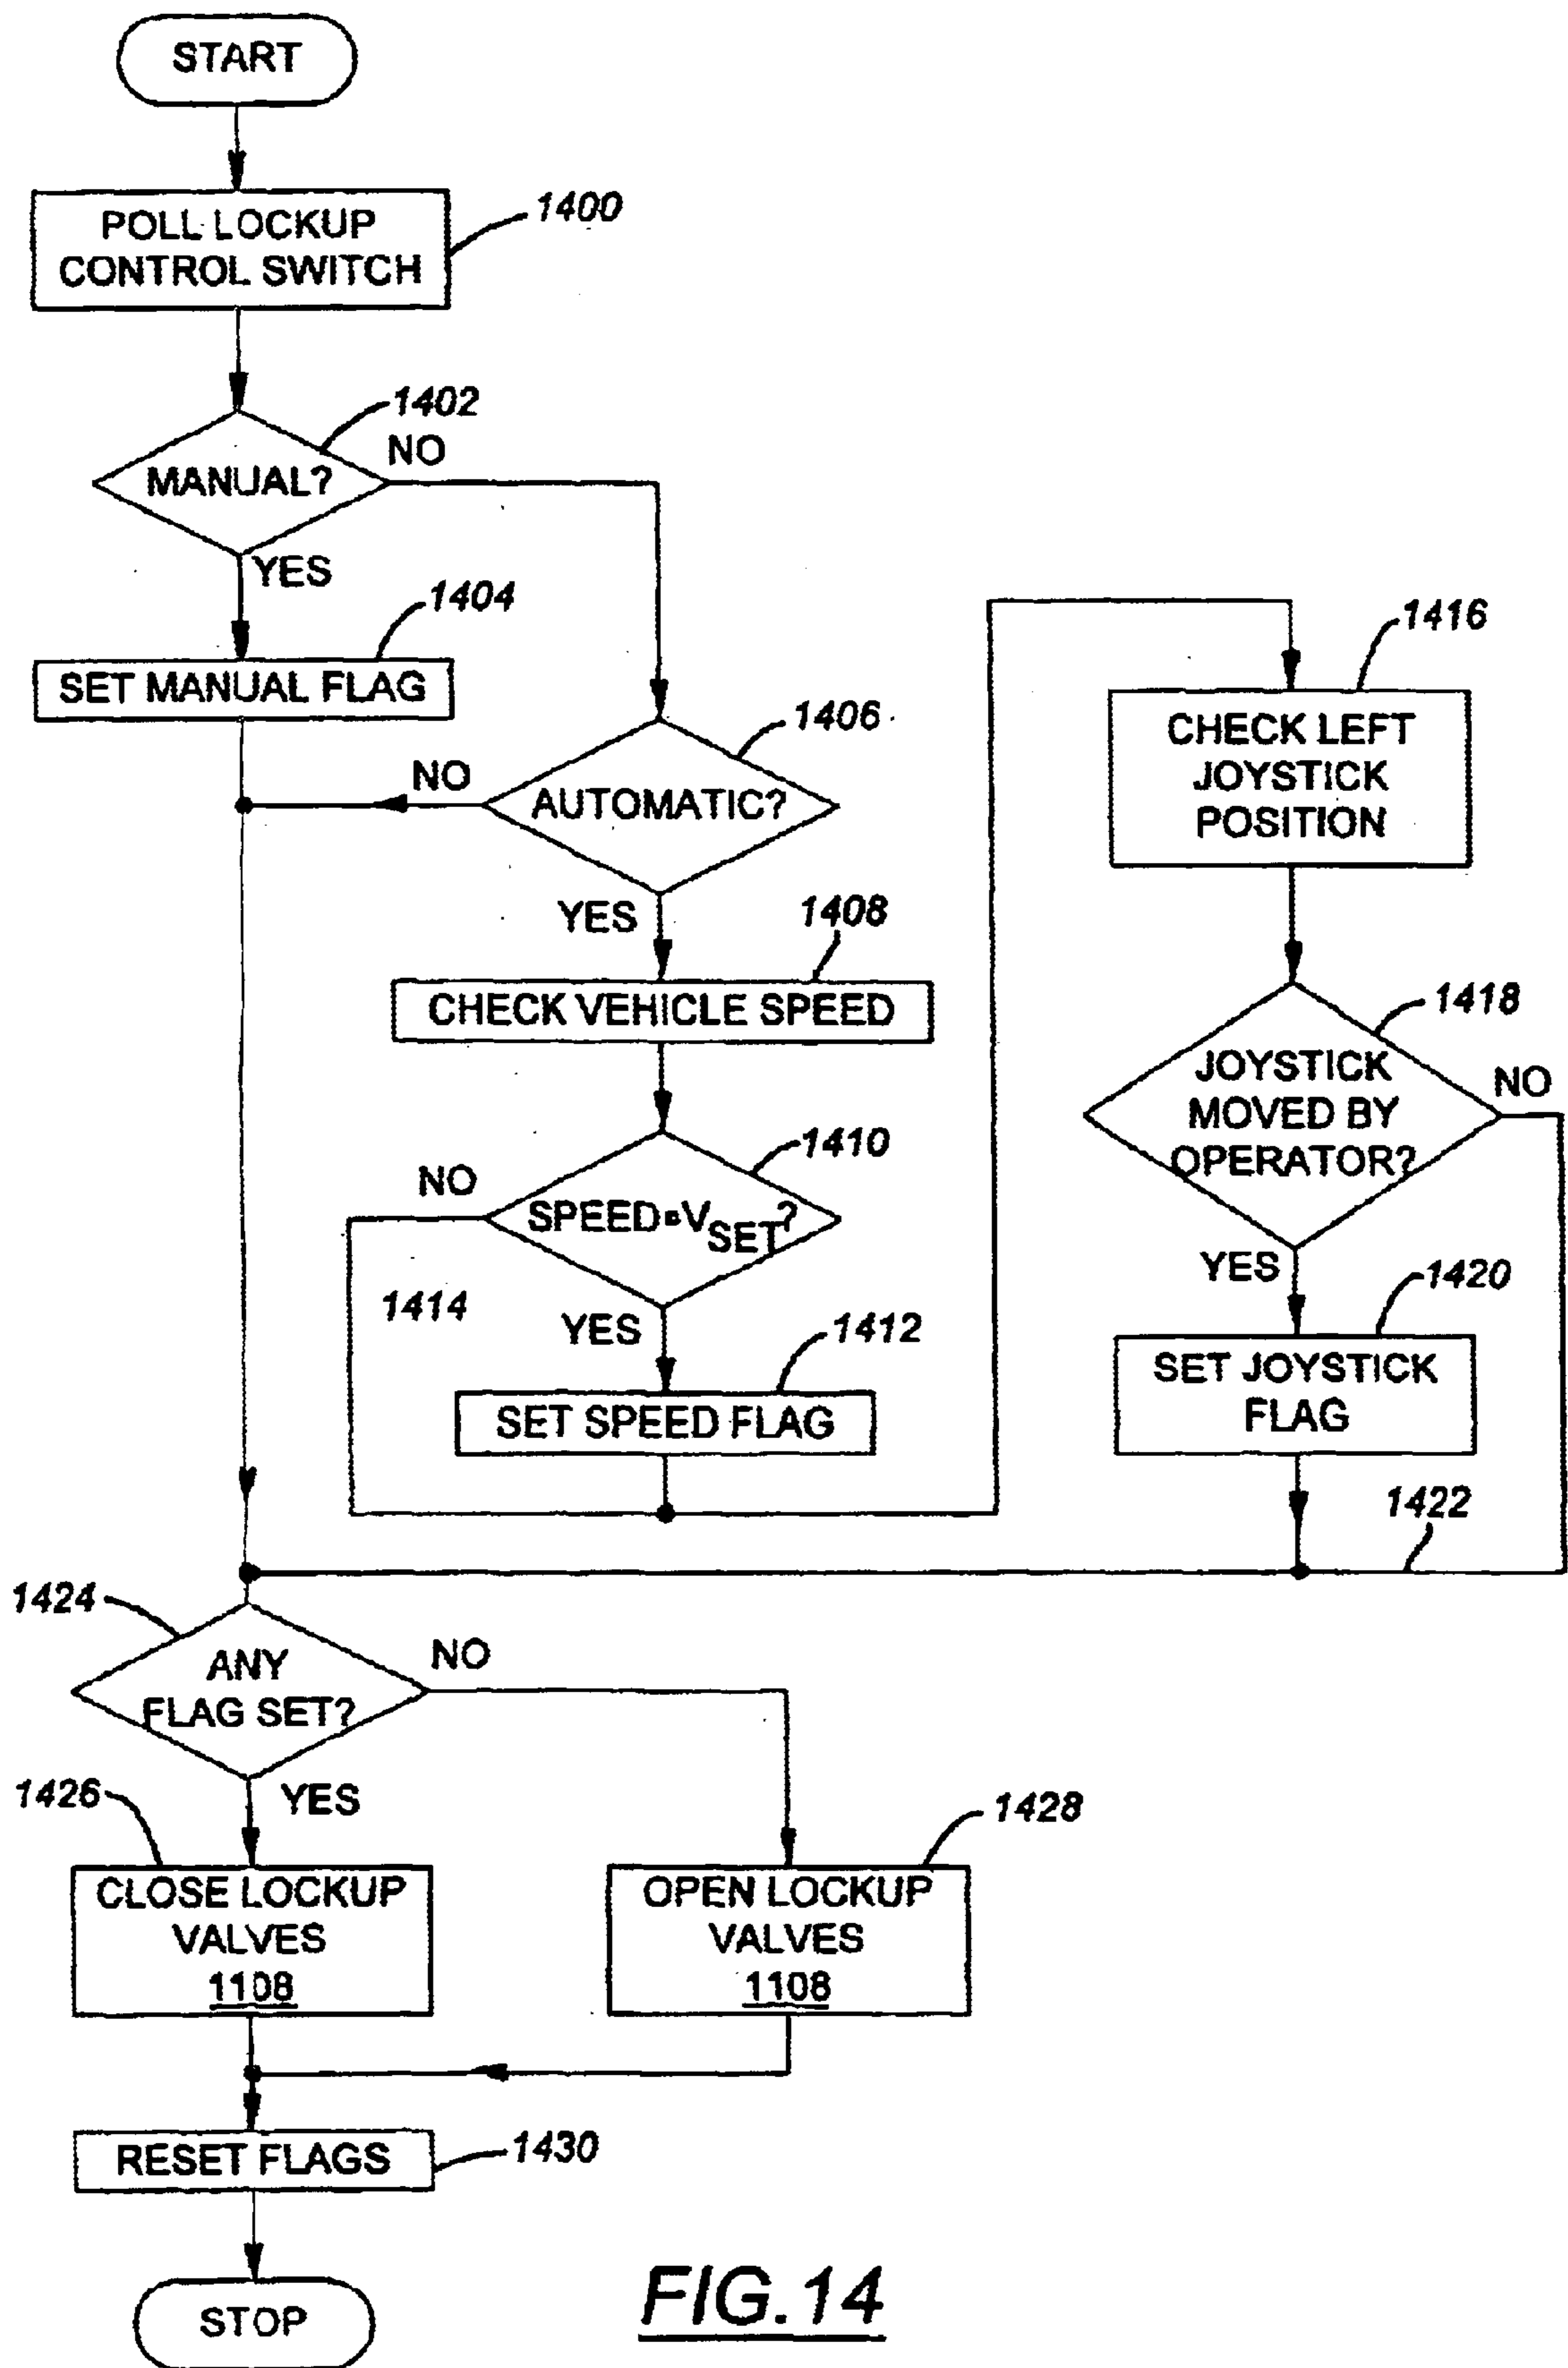 START
POLL LOCKUP
CONTROL SWITCH
1400
MANUAL?
1402
NO
YES
SET MANUAL FLAG
1404
AUTOMATIC?
1406
NO
YES
CHECK VEHICLE SPEED
1408
SPEED=VSET?
1410
NO
YES
1414
SET SPEED FLAG
1412
CHECK LEFT
JOYSTICK
POSITION
1416
JOYSTICK
MOVED BY
OPERATOR?
1418
NO
YES
SET JOYSTICK
FLAG
1420
1422
ANY
FLAG SET?
1424
NO
YES
CLOSE LOCKUP
VALVES
1108
1426
OPEN LOCKUP
VALVES
1108
1428
RESET FLAGS
1430
STOP
FIG.14